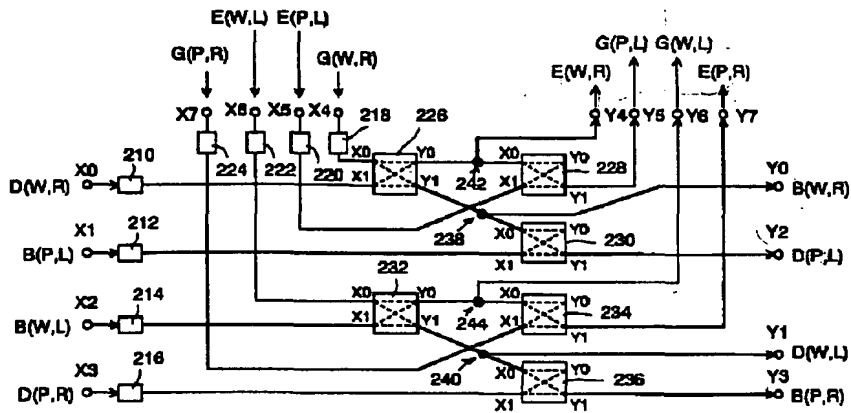 E(W,L) E(P,L)
G(P,R) G(W,R)
G(P,L) G(W,L)
E(W,R) E(P,R)
X7 X6 X5 X4 218 226
Y4 Y5 Y6 Y7
224 222 220
X0 Y0 X0 Y0 228 Y0
X0 210
D(W,R) X1 Y1 242 X1 Y1 B(W,R)
238
X1 212 X0 Y0 230 Y2
B(P,L) X1 Y1 D(P,L)
232
X2 214 X0 Y0 X0 Y0 234
B(W,L) X1 Y1 244 X1 Y1 Y1
D(W,L)
X3 216 240 X0 Y0 236 Y3
D(P,R) X1 Y1 B(P,R)